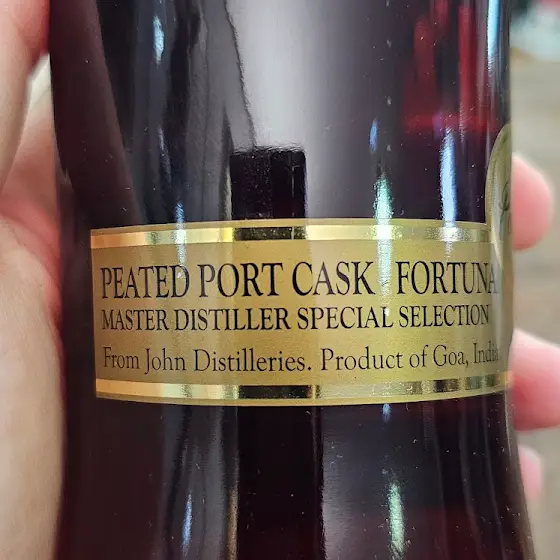 PEATED PORT CASK FORTUNA
MASTER DISTILLER SPECIAL SELECTION
From John Distilleries. Product of Goa, India